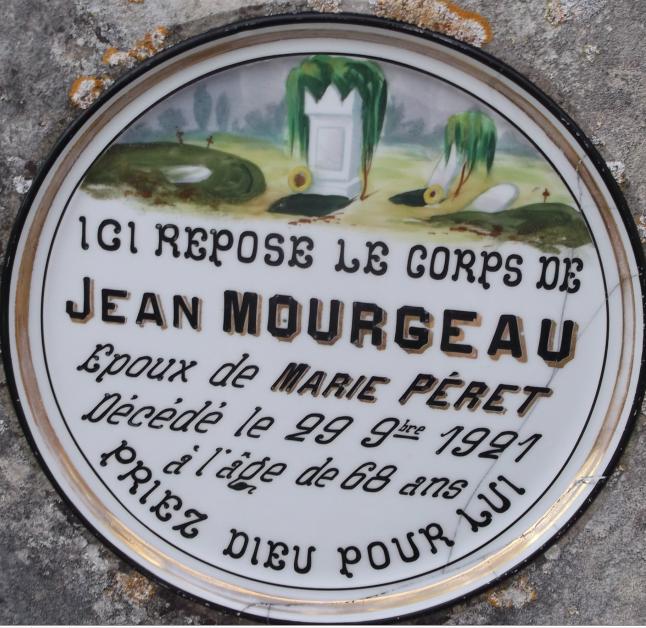 ICI REPOSE LE CORPS DE
JEAN MOURGEAU
Epoux de MARIE PÉRET
Décédé le 29 9bre 1921
à l'âge de 68 ans
PRIEZ DIEU POUR LUI